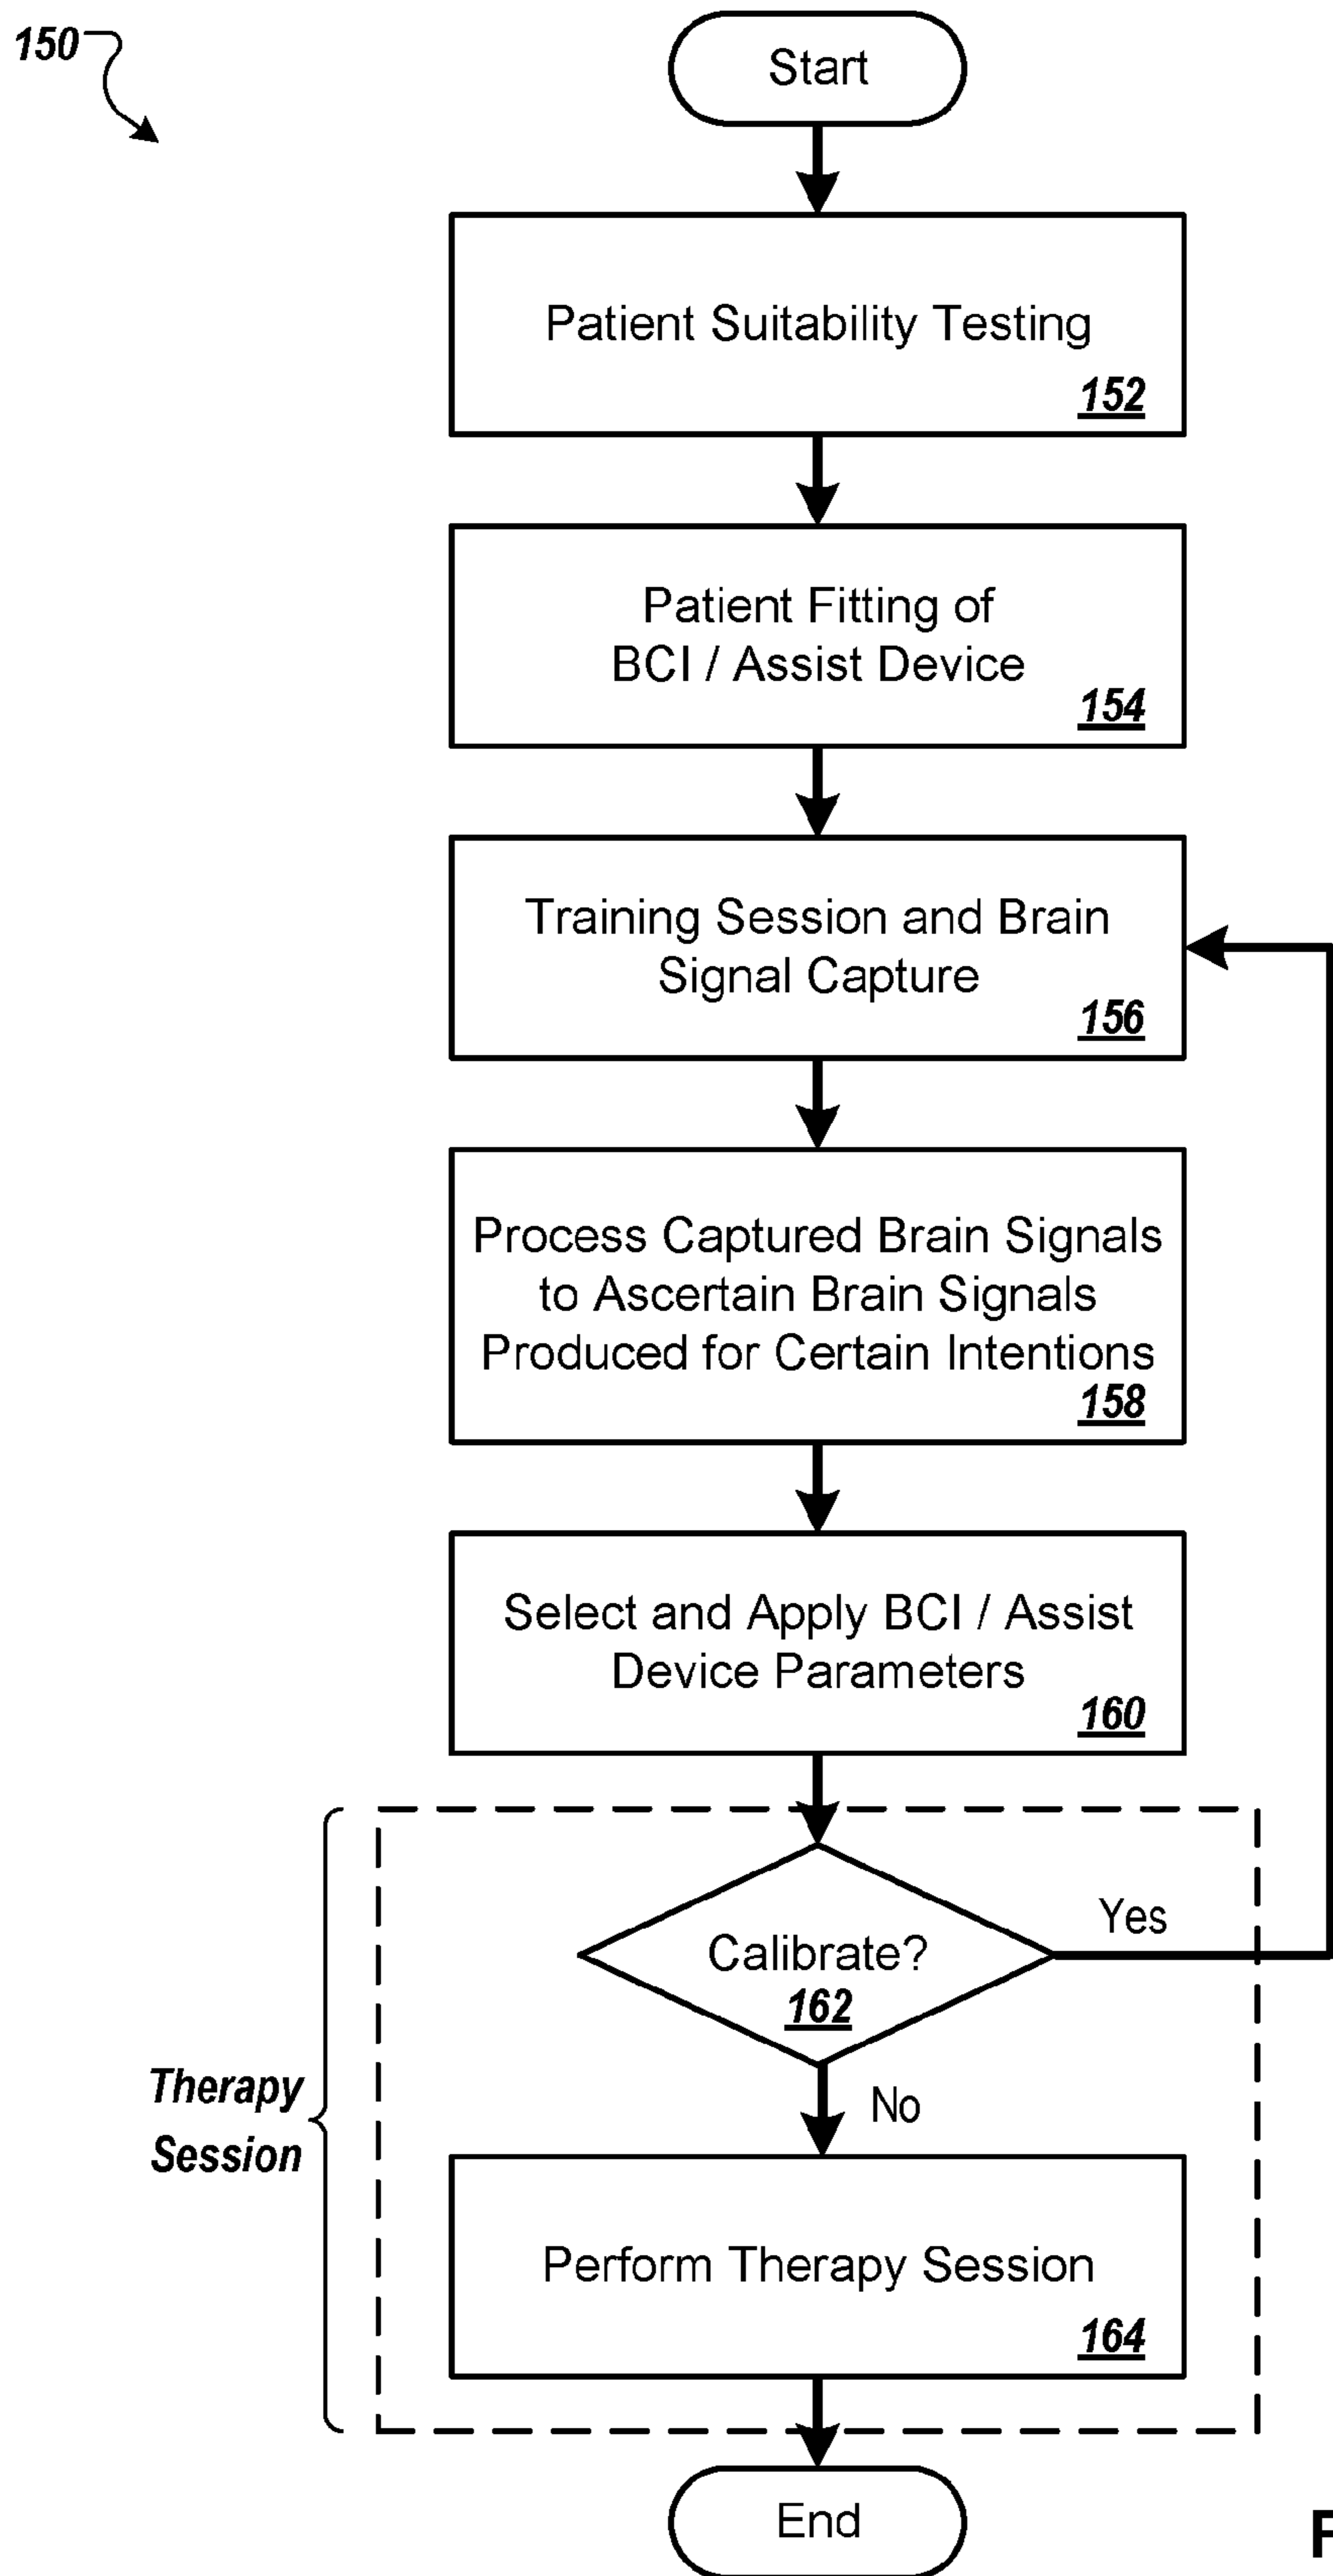 150
Start
Patient Suitability Testing
152
Patient Fitting of
BCI / Assist Device
154
Training Session and Brain
Signal Capture
156
Process Captured Brain Signals
to Ascertain Brain Signals
Produced for Certain Intentions
158
Select and Apply BCI / Assist
Device Parameters
160
Calibrate?
162
Yes
No
Therapy
Session
Perform Therapy Session
164
End